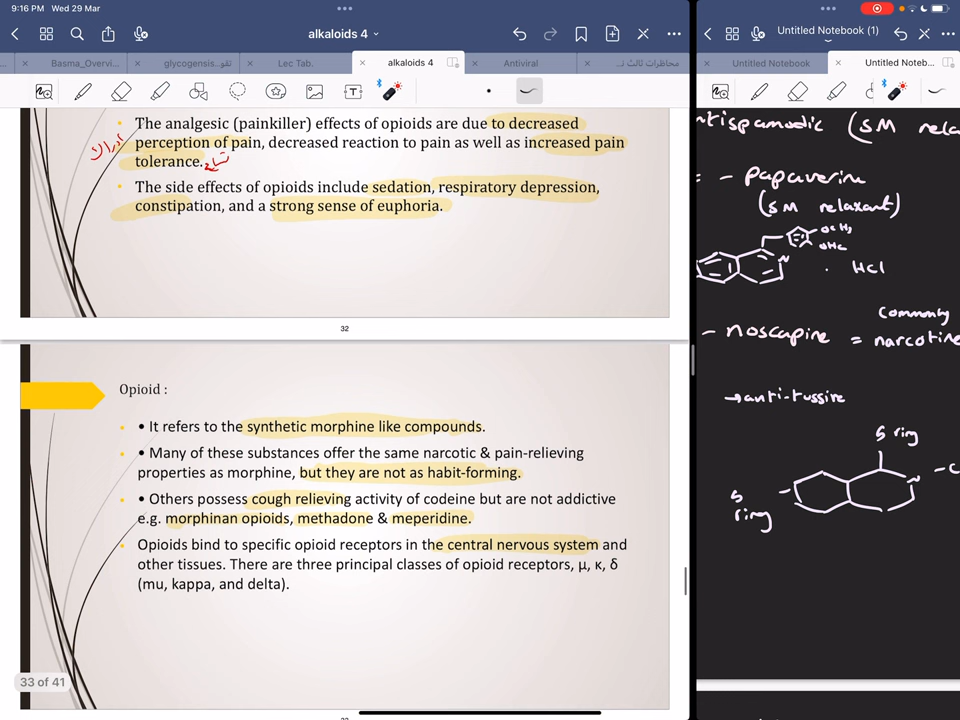 9:16 PM Wed 29 Mar
alkaloids 4
Untitled Notebook (1)
Basma_Overvi...
glycogensis..تقو
Lec Tab.
alkaloids 4
Antiviral
محاظرات ثالث نـ...
Untitled Notebook
Untitled Noteb...
• The analgesic (painkiller) effects of opioids are due to decreased
perception of pain, decreased reaction to pain as well as increased pain
tolerance.
ادراك
• The side effects of opioids include sedation, respiratory depression,
constipation, and a strong sense of euphoria.
32
Opioid :
• It refers to the synthetic morphine like compounds.
• Many of these substances offer the same narcotic & pain-relieving
properties as morphine, but they are not as habit-forming.
• Others possess cough relieving activity of codeine but are not addictive
e.g. morphinan opioids, methadone & meperidine.
Opioids bind to specific opioid receptors in the central nervous system and
other tissues. There are three principal classes of opioid receptors, μ, κ, δ
(mu, kappa, and delta).
33 of 41
ntispamodic (SM rela
- papaverine
(SM relaxant)
OCH3
N
. HCl
- noscapine = commonly
narcotine
→ anti-tussive
5 ring
N
5
ring